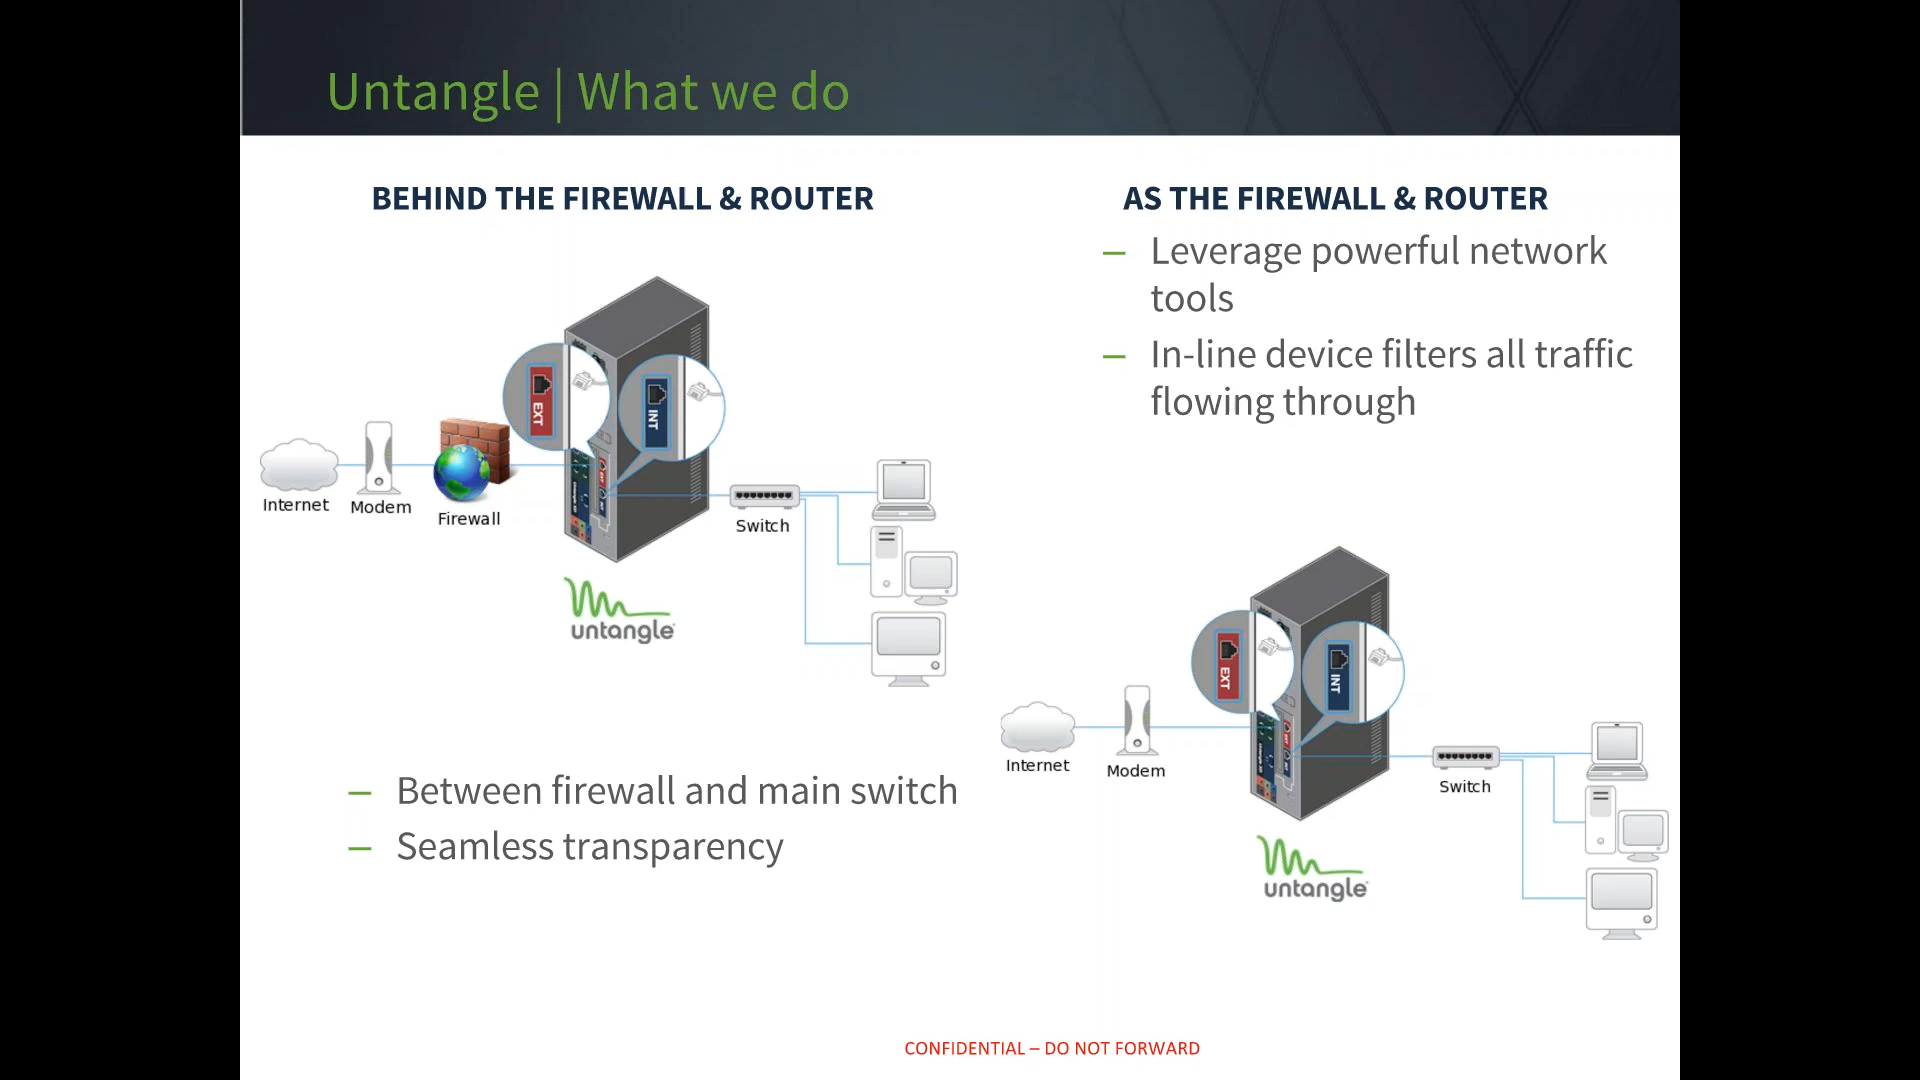 Untangle | What we do
BEHIND THE FIREWALL & ROUTER
EXT
INT
Internet
Modem
Firewall
Switch
untangle
– Between firewall and main switch
– Seamless transparency
AS THE FIREWALL & ROUTER
– Leverage powerful network
tools
– In-line device filters all traffic
flowing through
EXT
INT
Internet
Modem
Switch
untangle
CONFIDENTIAL – DO NOT FORWARD